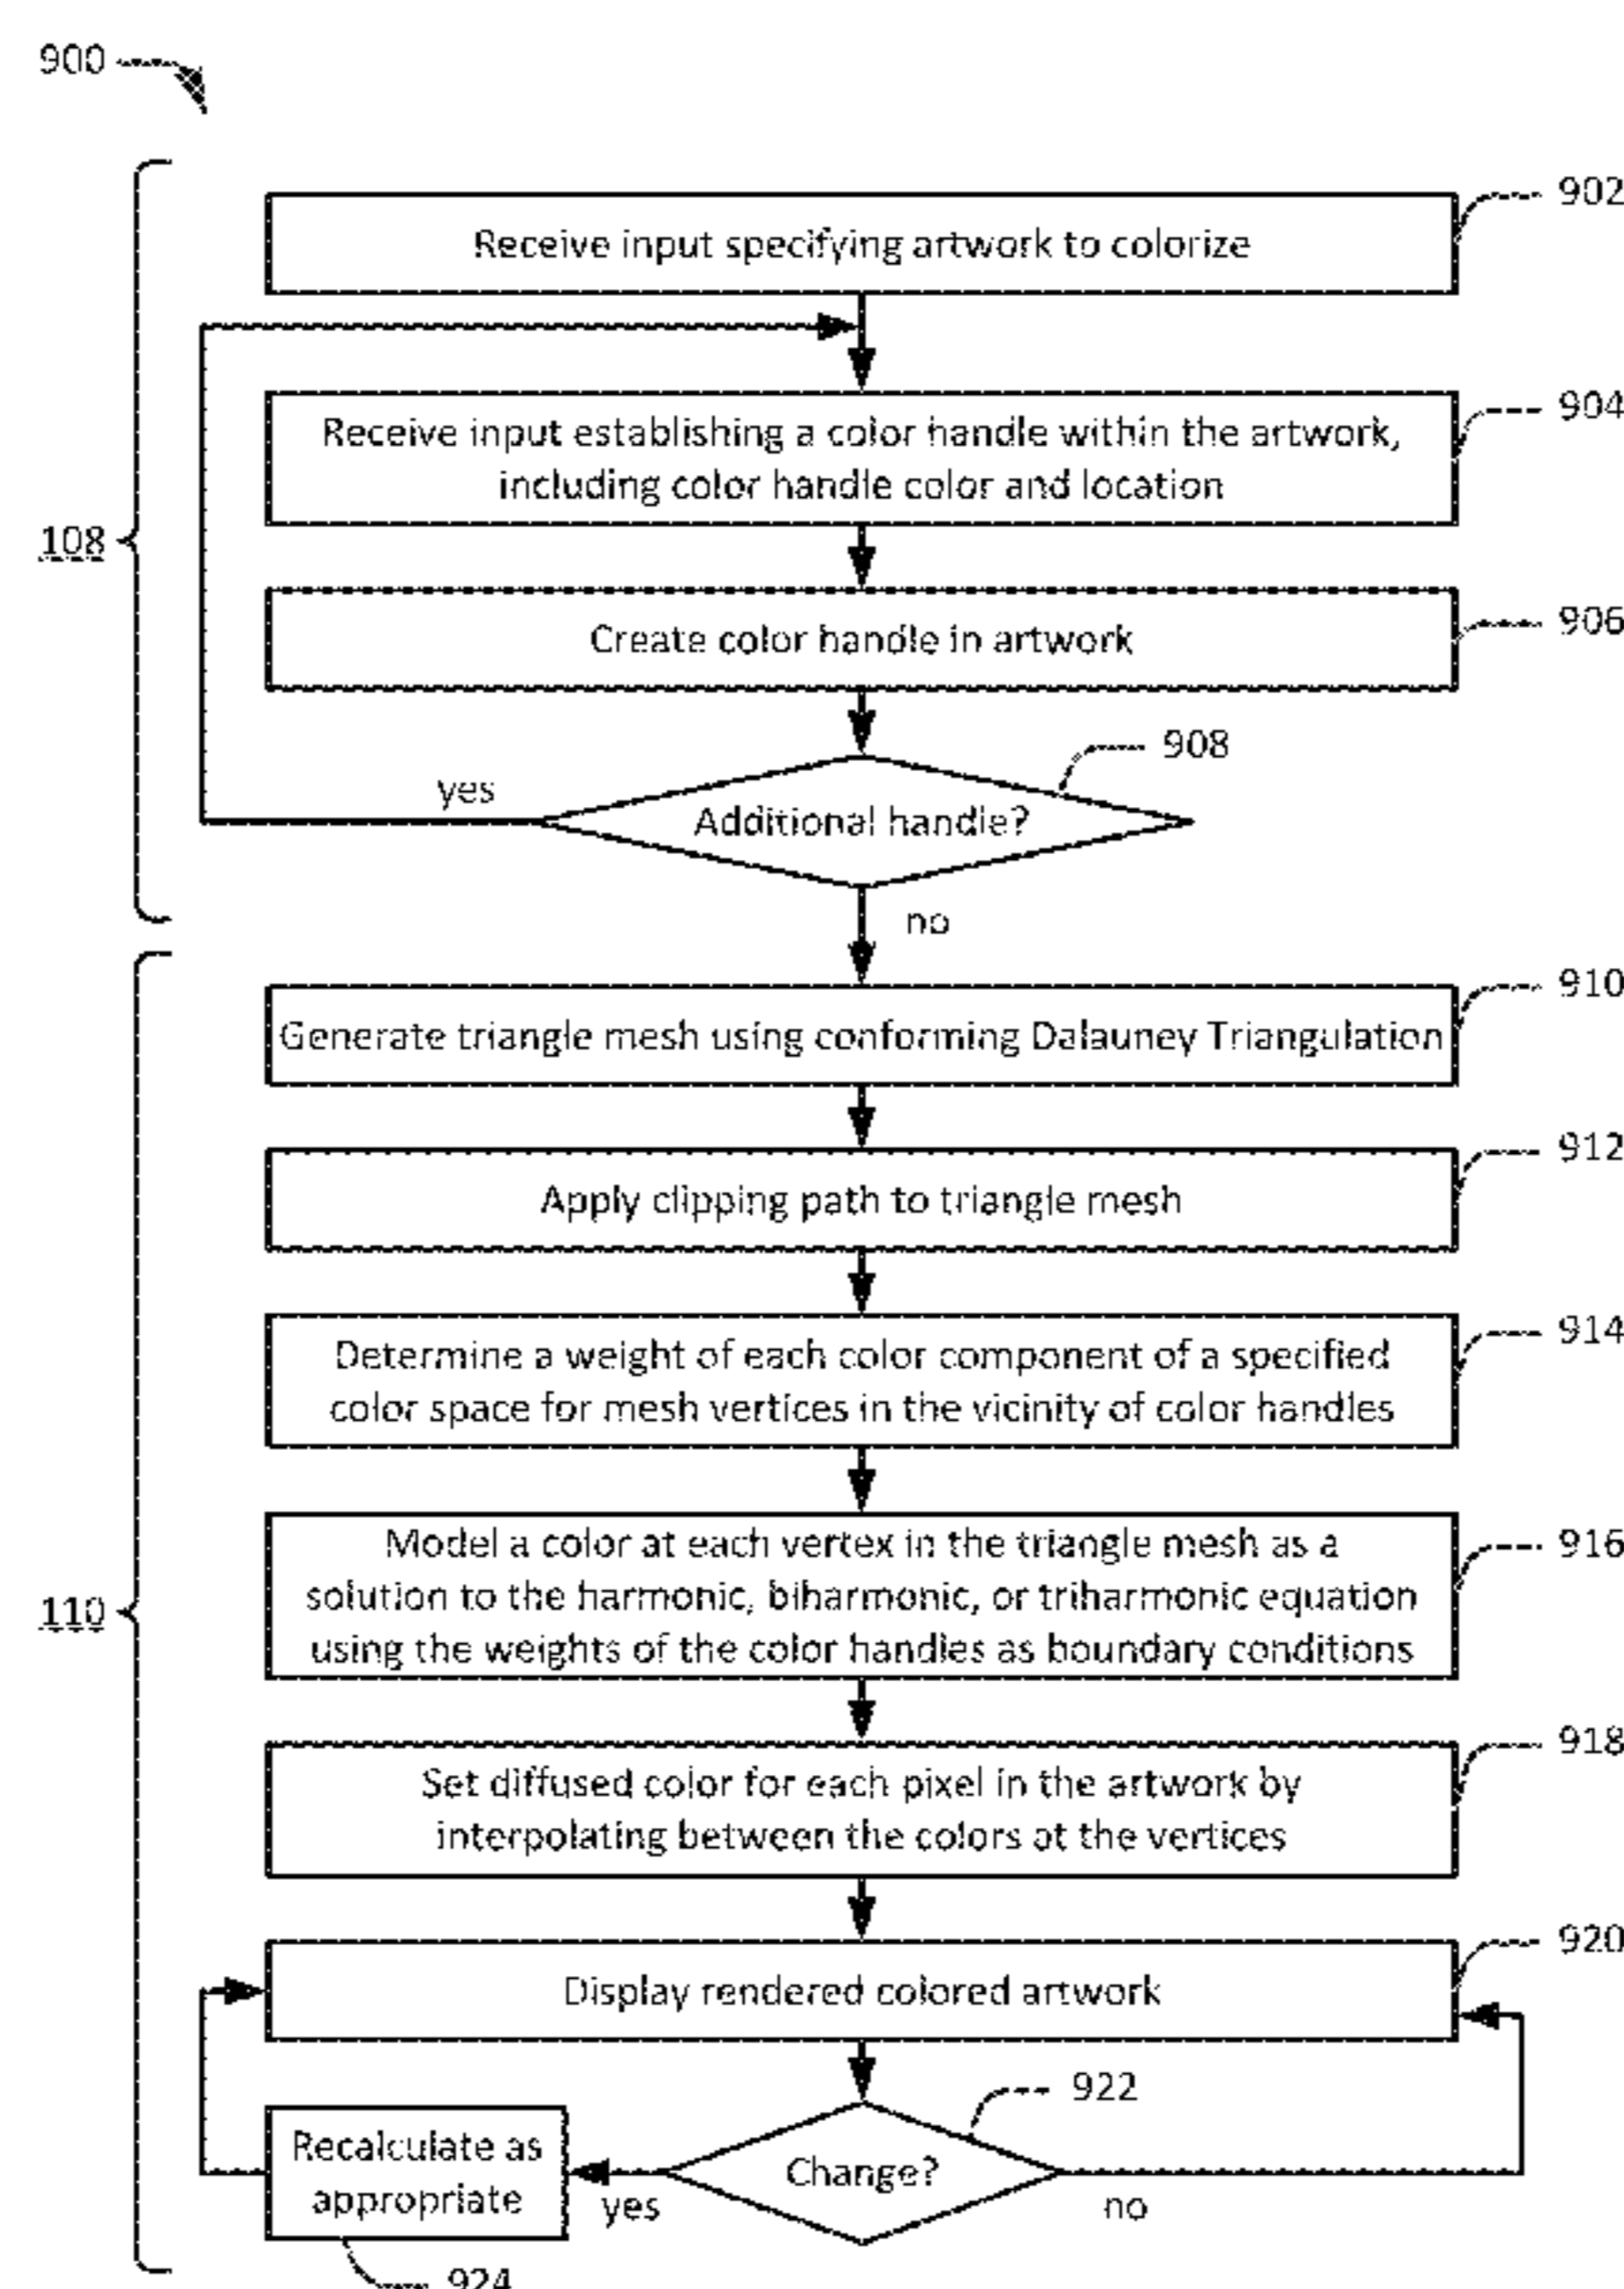 900
902
Receive input specifying artwork to colorize
904
Receive input establishing a color handle within the artwork,
including color handle color and location
108
906
Create color handle in artwork
908
yes
Additional handle?
no
910
Generate triangle mesh using conforming Dalauney Triangulation
912
Apply clipping path to triangle mesh
914
Determine a weight of each color component of a specified
color space for mesh vertices in the vicinity of color handles
916
Model a color at each vertex in the triangle mesh as a
solution to the harmonic, biharmonic, or triharmonic equation
using the weights of the color handles as boundary conditions
110
918
Set diffused color for each pixel in the artwork by
interpolating between the colors at the vertices
920
Display rendered colored artwork
922
Recalculate as
appropriate
Change?
yes
no
924